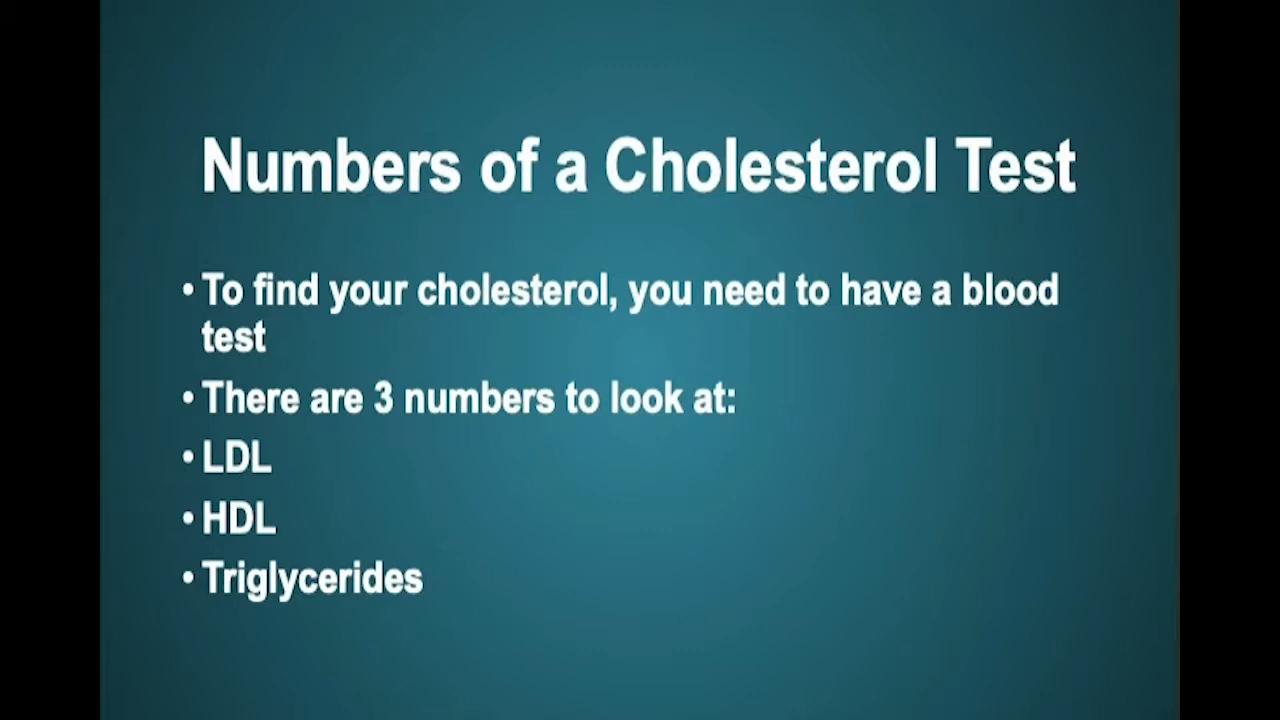 Numbers of a Cholesterol Test
• To find your cholesterol, you need to have a blood
test
• There are 3 numbers to look at:
• LDL
• HDL
• Triglycerides